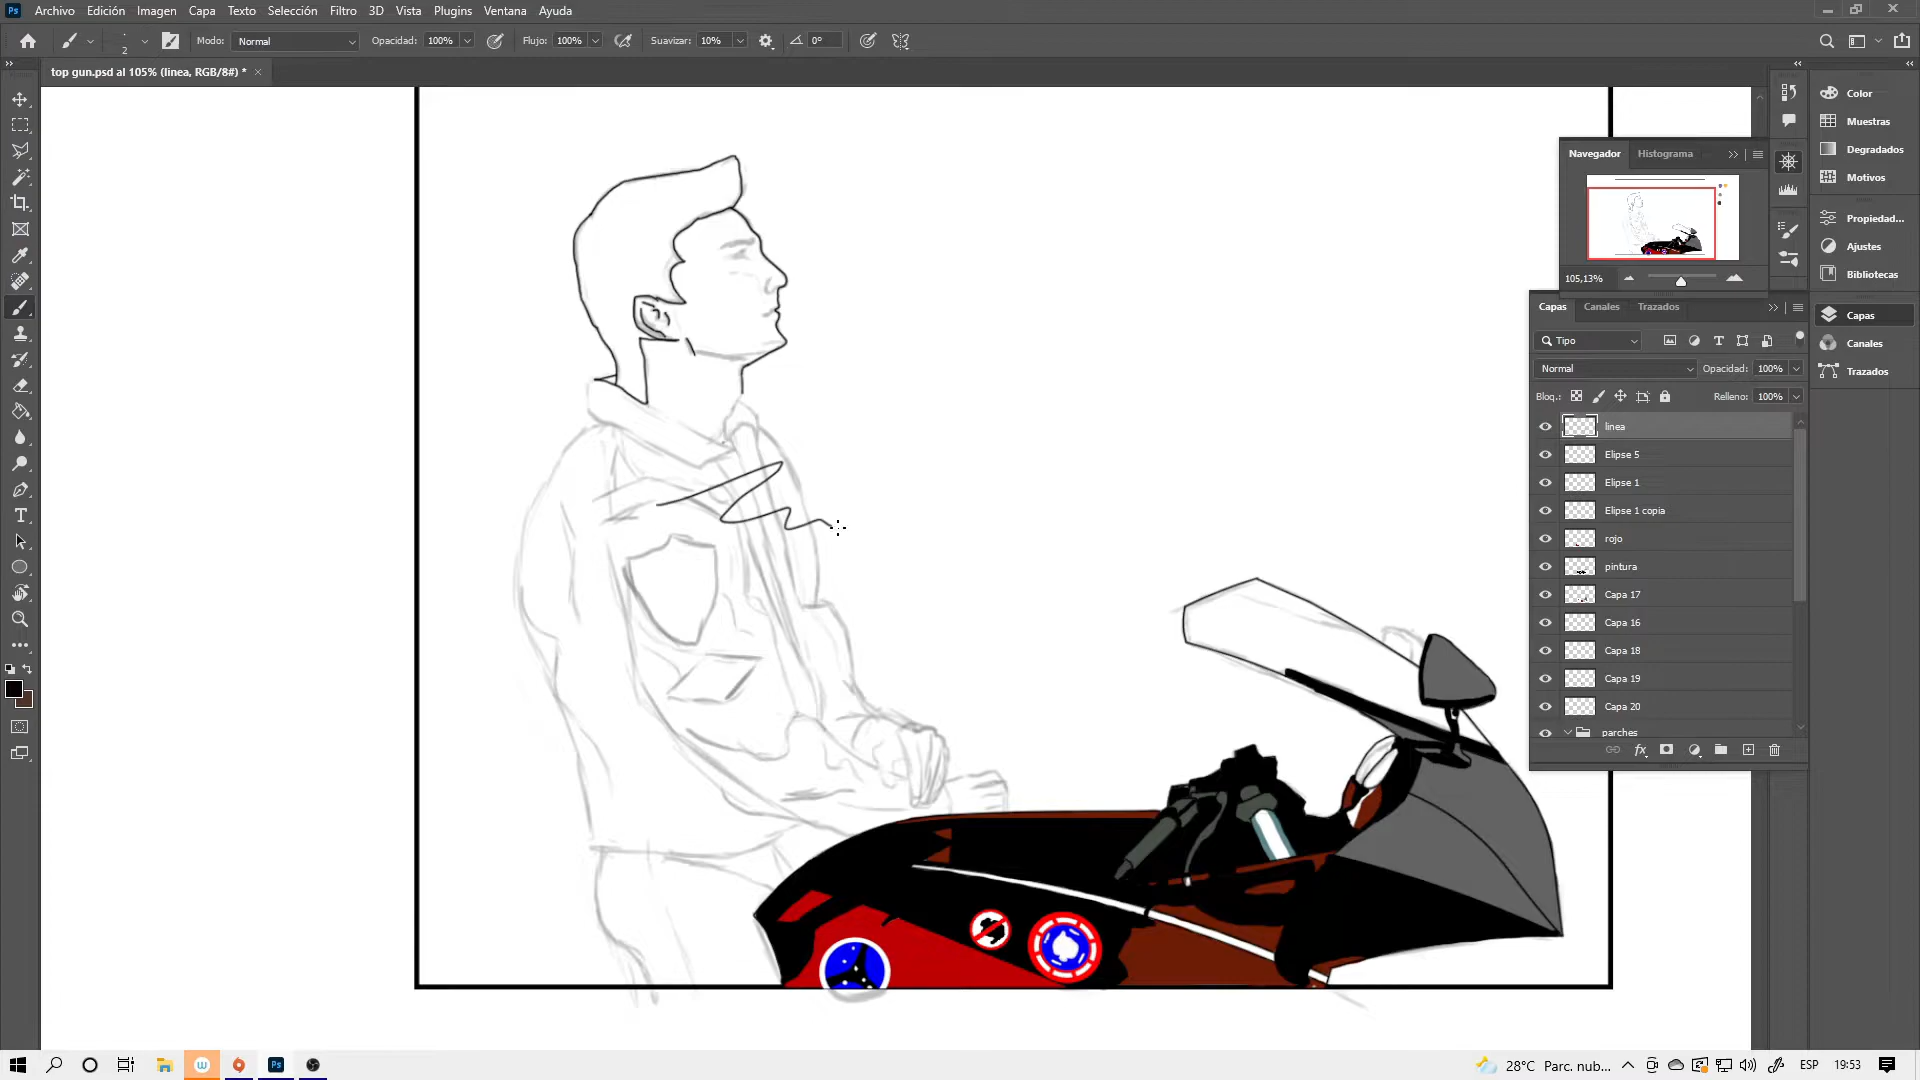 Ps Archivo Edición Imagen Capa Texto Selección Filtro 3D Vista Plugins Ventana Ayuda
2 Modo: Normal Opacidad: 100% Flujo: 100% Suavizar: 10% 0°
top gun.psd al 105% (linea, RGB/8#) *
Color
Muestras
Degradados
Motivos
Propiedad...
Ajustes
Bibliotecas
Capas
Canales
Trazados
Navegador Histograma
105,13%
Capas Canales Trazados
Tipo
Normal Opacidad: 100%
Bloq.: Relleno: 100%
linea
Elipse 5
Elipse 1
Elipse 1 copia
rojo
pintura
Capa 17
Capa 16
Capa 18
Capa 19
Capa 20
parches
fx
T
W Ps 28°C Parc. nub... ESP 19:53